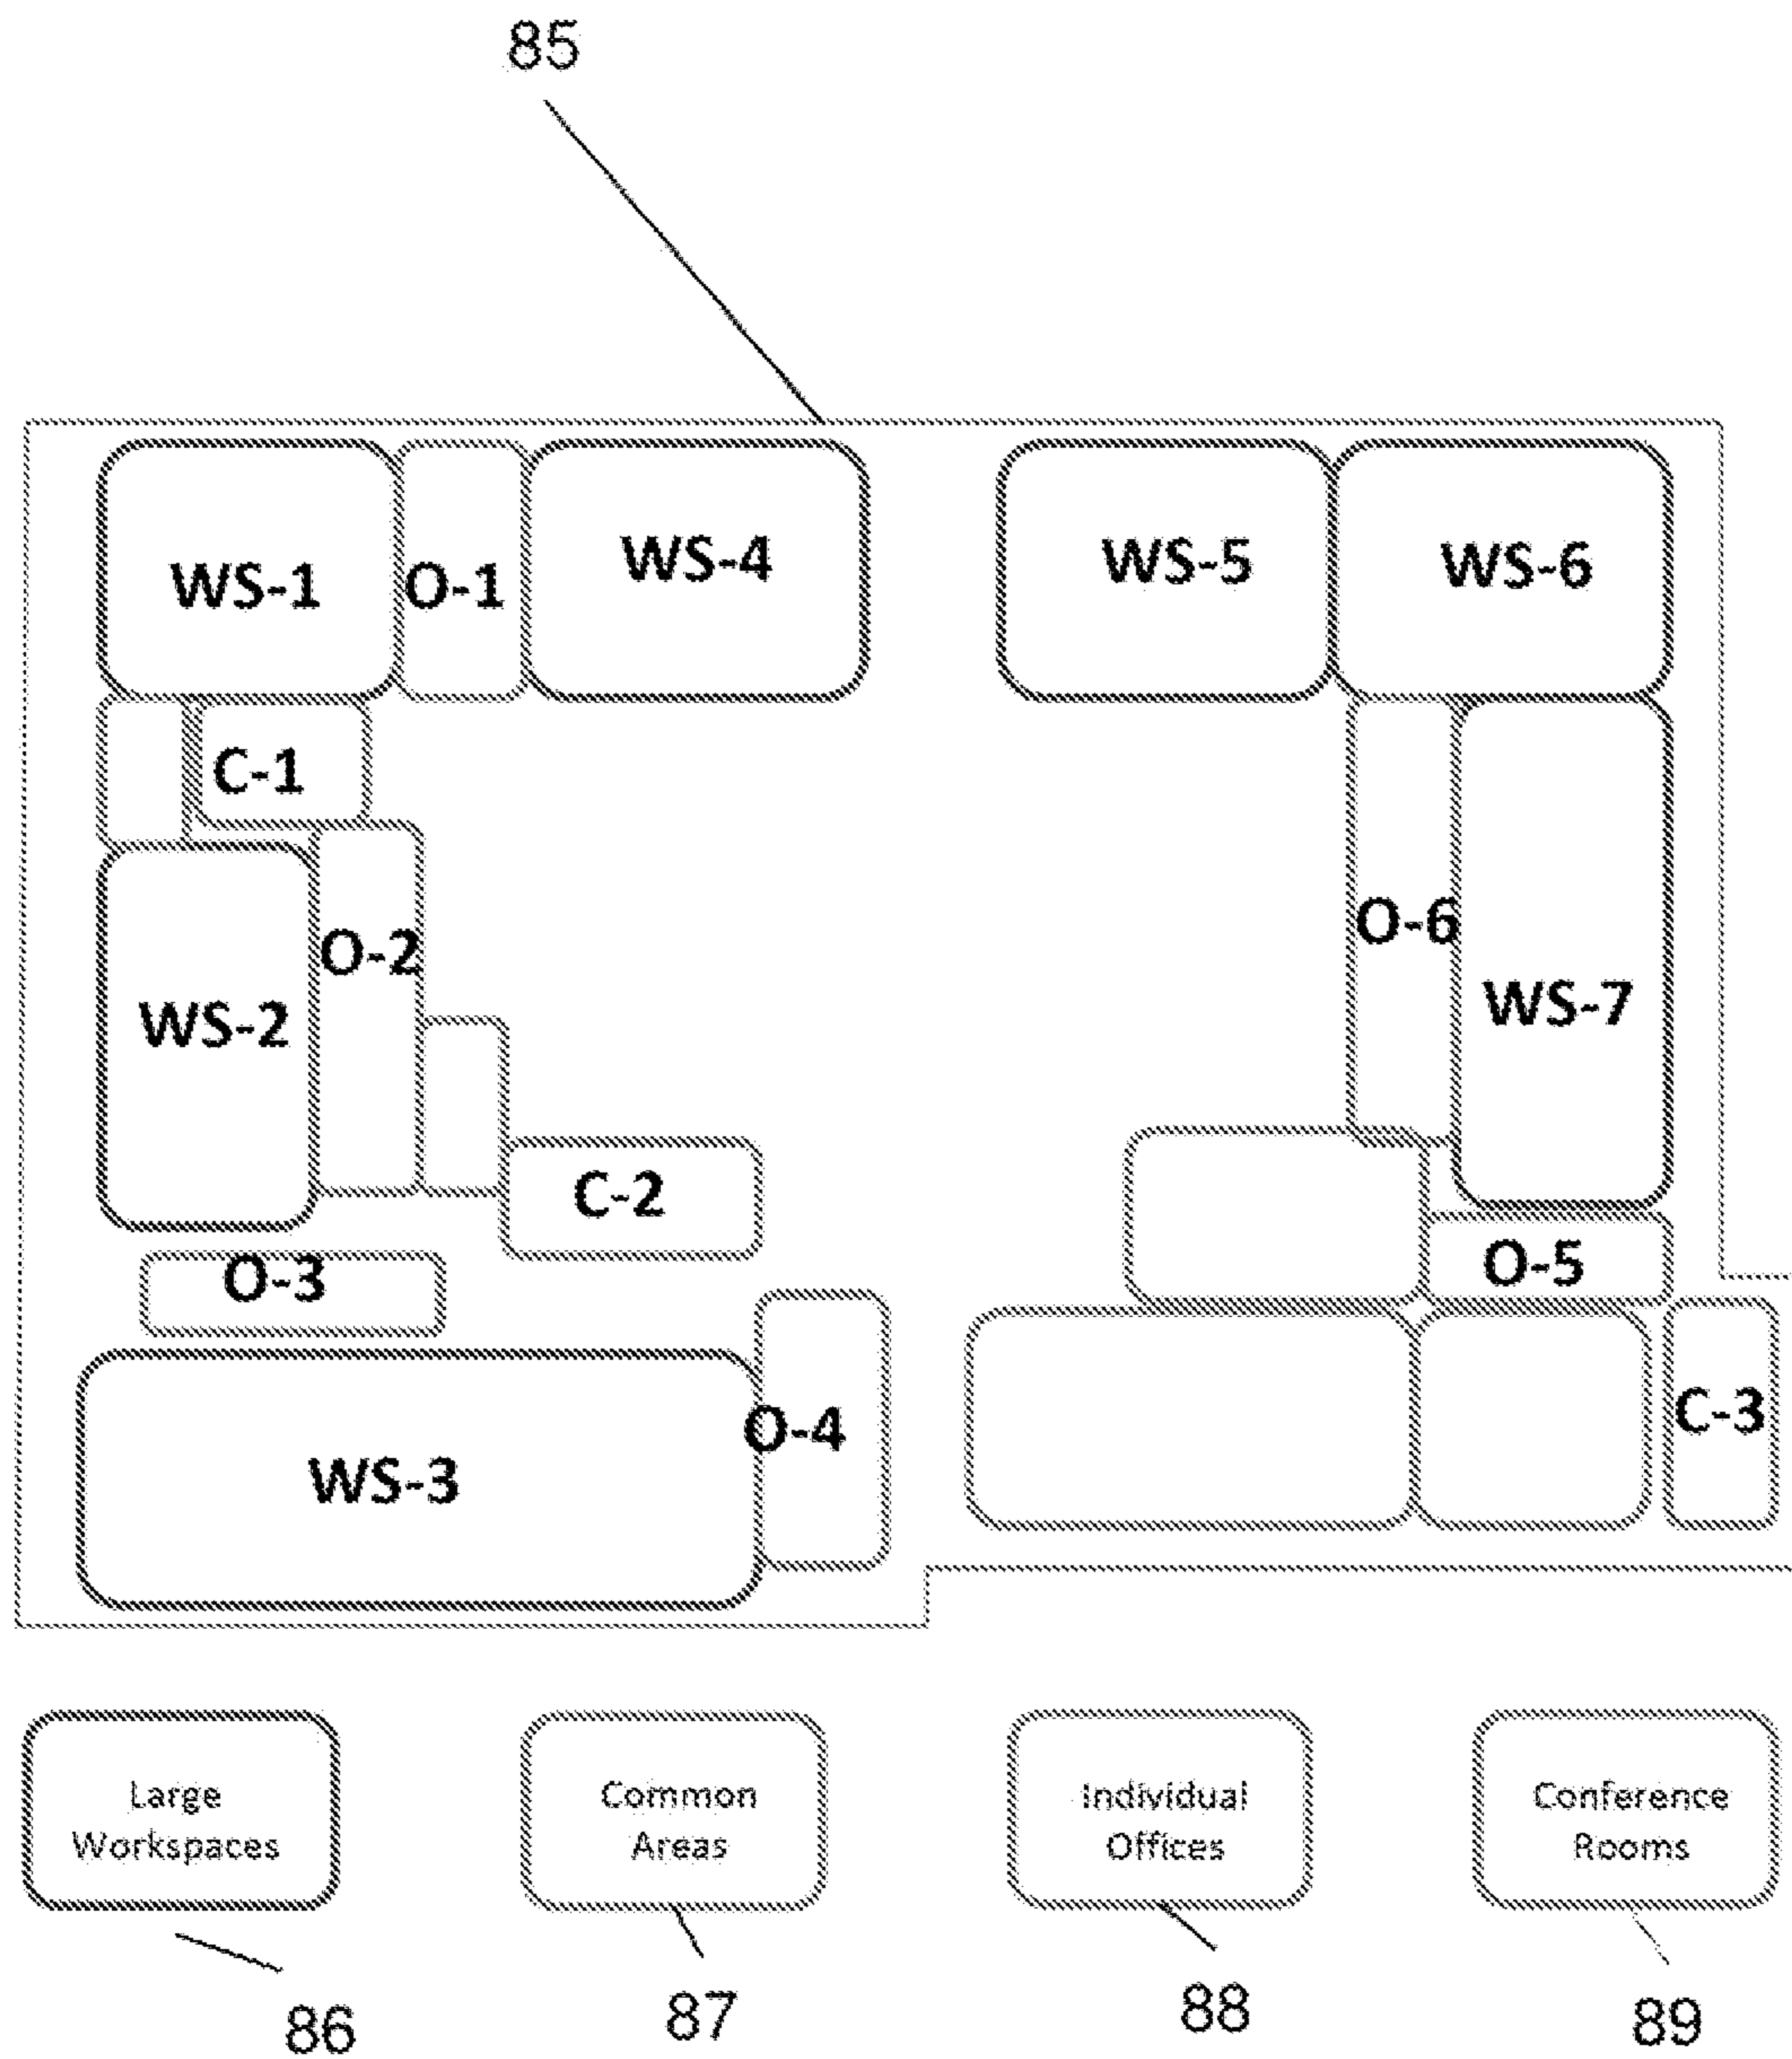 85
WS-1
O-1
WS-4
WS-5
WS-6
C-1
O-6
O-2
WS-7
WS-2
C-2
O-5
O-3
C-3
O-4
WS-3
Large
Workspaces
Common
Areas
Individual
Offices
Conference
Rooms
86
87
88
89